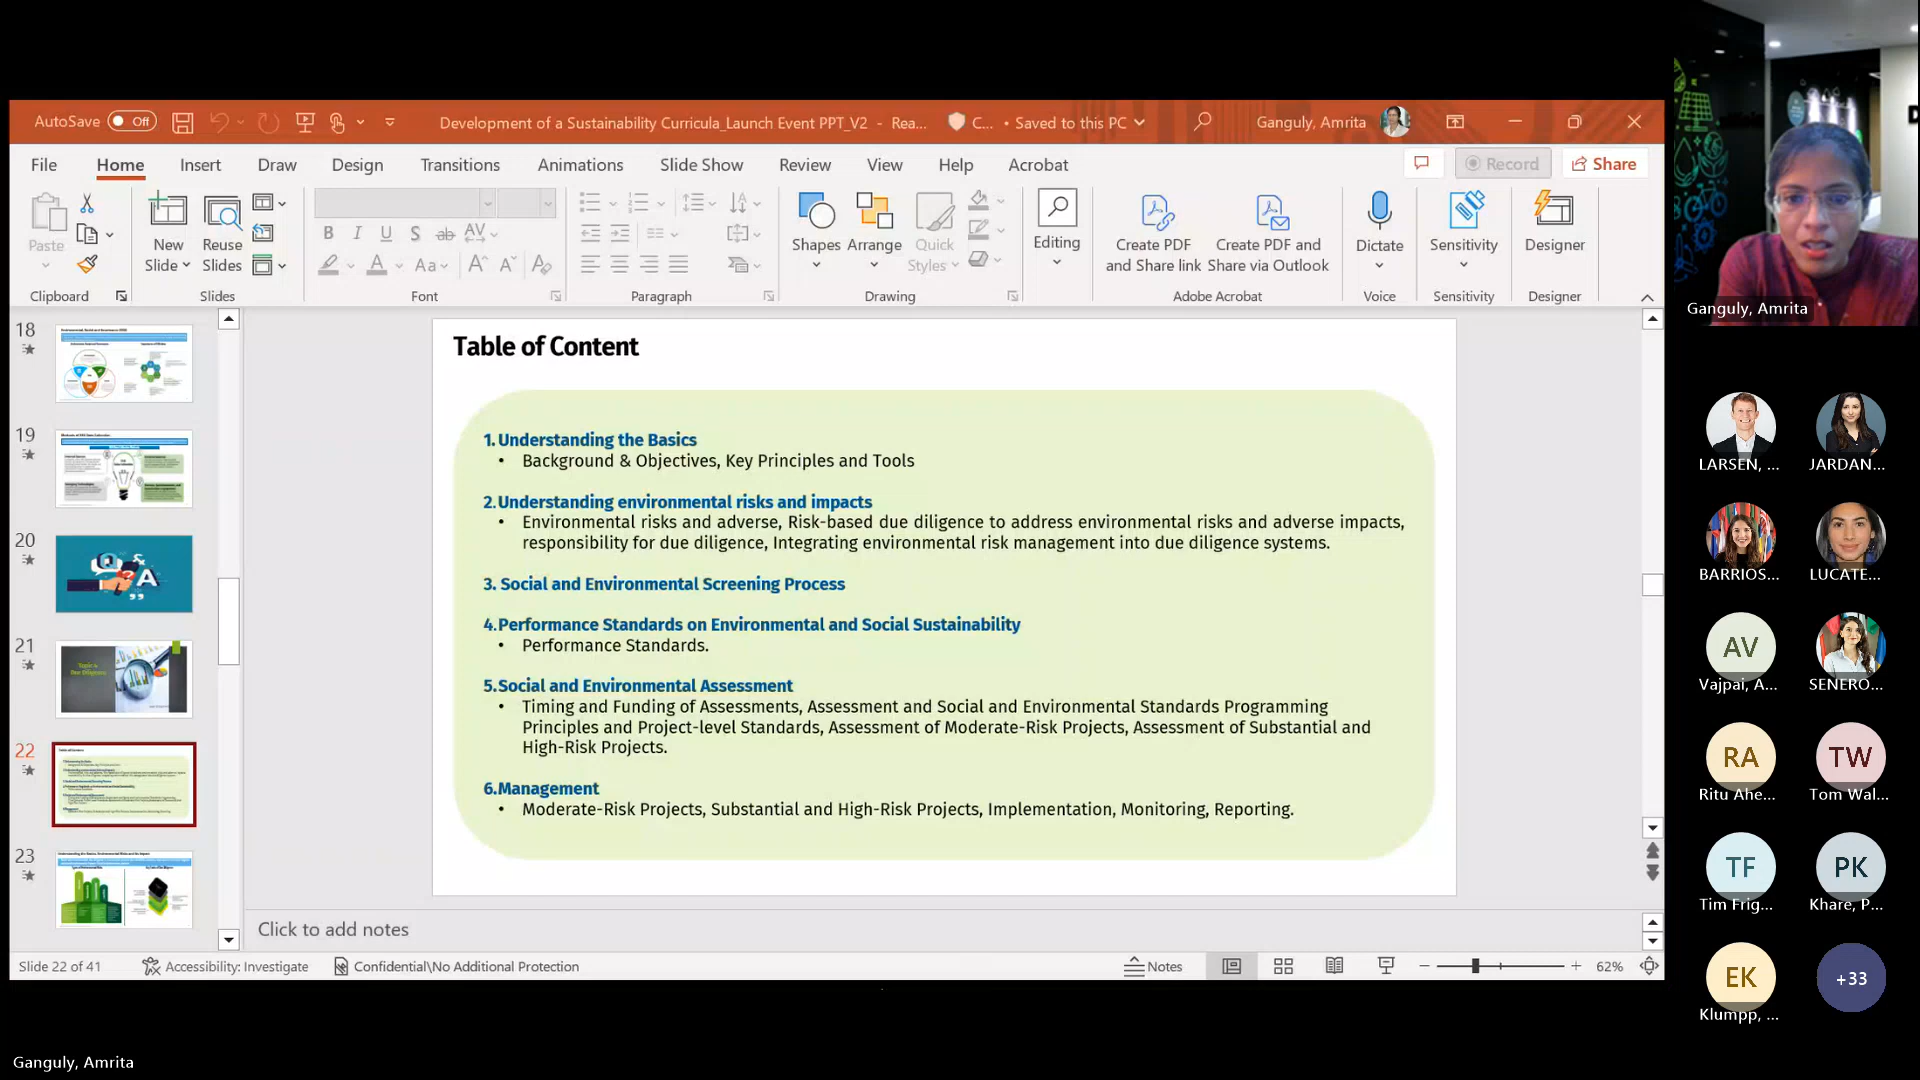 AutoSave Off
Development of a Sustainability Curricula_Launch Event PPT_V2 - Rea... C... • Saved to this PC
Ganguly, Amrita
File Home Insert Draw Design Transitions Animations Slide Show Review View Help Acrobat
Record Share
Paste
New Slide
Reuse Slides
Shapes
Arrange
Quick Styles
Editing
Create PDF and Share link
Create PDF and Share via Outlook
Dictate
Sensitivity
Designer
Clipboard Slides Font Paragraph Drawing Adobe Acrobat Voice Sensitivity Designer
18
19
20
21
22
23
Table of Content
1. Understanding the Basics
• Background & Objectives, Key Principles and Tools
2. Understanding environmental risks and impacts
• Environmental risks and adverse, Risk-based due diligence to address environmental risks and adverse impacts,
responsibility for due diligence, Integrating environmental risk management into due diligence systems.
3. Social and Environmental Screening Process
4. Performance Standards on Environmental and Social Sustainability
• Performance Standards.
5. Social and Environmental Assessment
• Timing and Funding of Assessments, Assessment and Social and Environmental Standards Programming
Principles and Project-level Standards, Assessment of Moderate-Risk Projects, Assessment of Substantial and
High-Risk Projects.
6. Management
• Moderate-Risk Projects, Substantial and High-Risk Projects, Implementation, Monitoring, Reporting.
Click to add notes
Slide 22 of 41 Accessibility: Investigate Confidential\No Additional Protection Notes 62%
Ganguly, Amrita
LARSEN, ...
JARDAN...
BARRIOS...
LUCATE...
AV
Vajpai, A...
SENERO...
RA
Ritu Ahe...
TW
Tom Wal...
TF
Tim Frig...
PK
Khare, P...
EK
Klumpp, ...
+33
Ganguly, Amrita